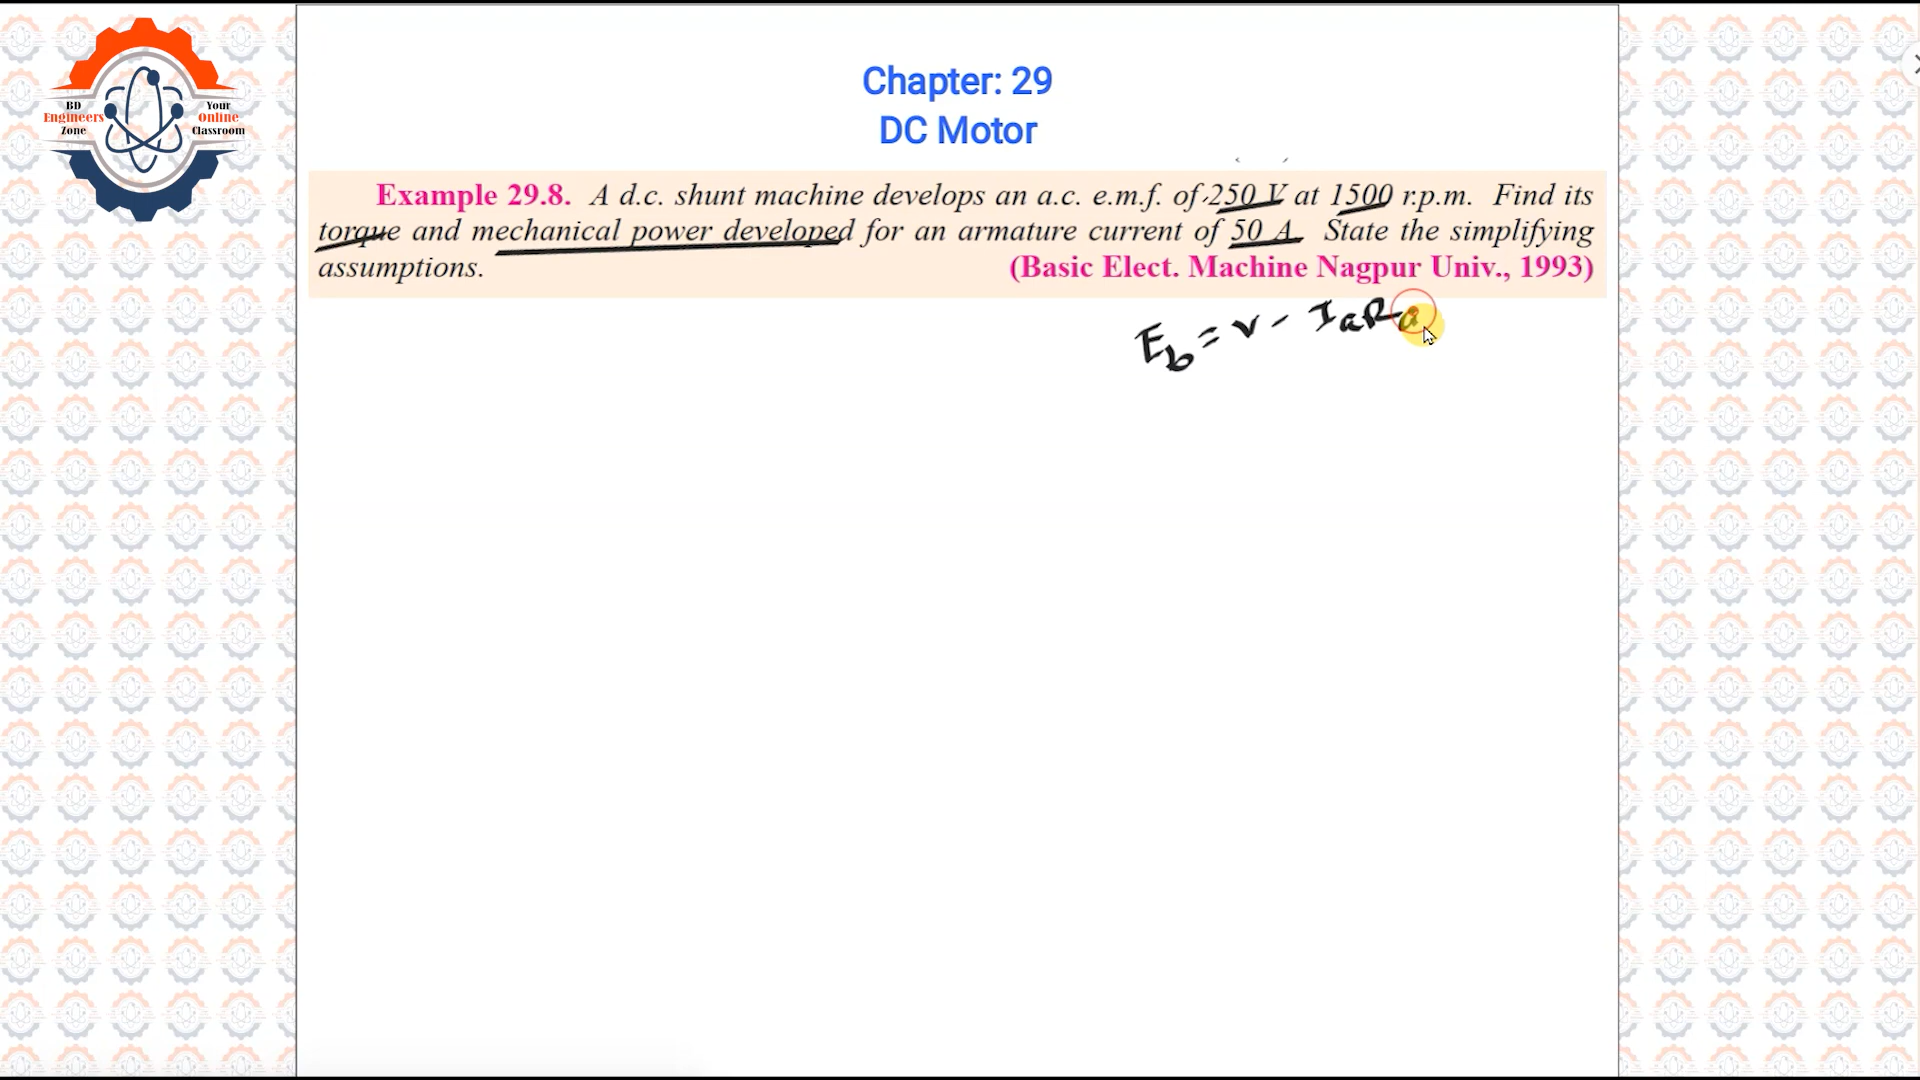 BD
Engineers
Zone
Your
Online
Classroom
Chapter: 29
DC Motor
Example 29.8. A d.c. shunt machine develops an a.c. e.m.f. of 250 V at 1500 r.p.m. Find its
torque and mechanical power developed for an armature current of 50 A. State the simplifying
assumptions. (Basic Elect. Machine Nagpur Univ., 1993)
Eb = v - IaRa